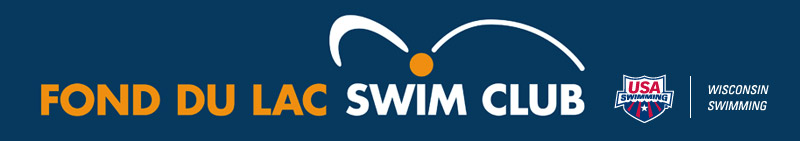 FOND DU LAC SWIM CLUB
USA
SWIMMING
WISCONSIN
SWIMMING